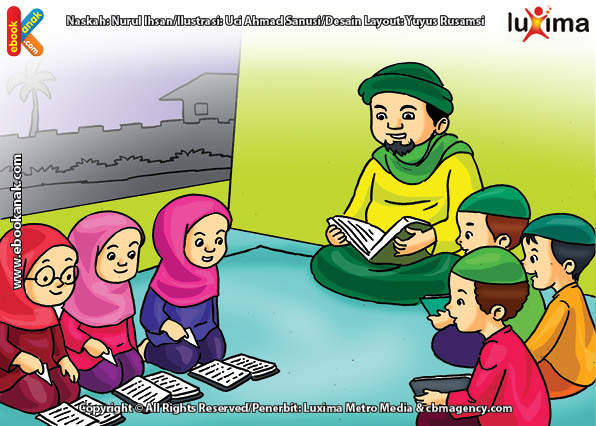 ebook
anak
.com
Naskah: Nurul Ihsan/Ilustrasi: Uci Ahmad Sanusi/Desain Layout: Yuyus Rusamsi
luxima
www.ebookanak.com
Copyright © All Rights Reserved/Penerbit: Luxima Metro Media & cbmagency.com